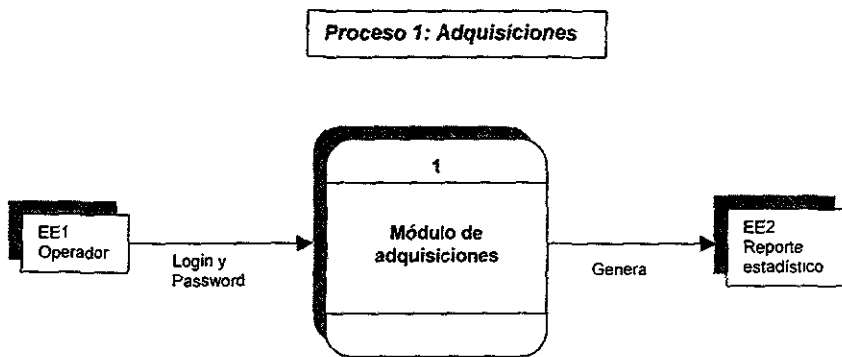 Proceso 1: Adquisiciones
1
EE1
Operador
Login y
Password
Módulo de
adquisiciones
Genera
EE2
Reporte
estadístico